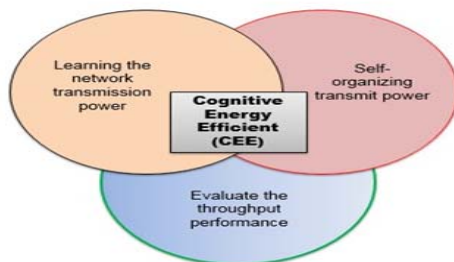 Learning the
network
transmission
power
Self-
organizing
transmit power
Cognitive
Energy
Efficient
(CEE)
Evaluate the
throughput
performance